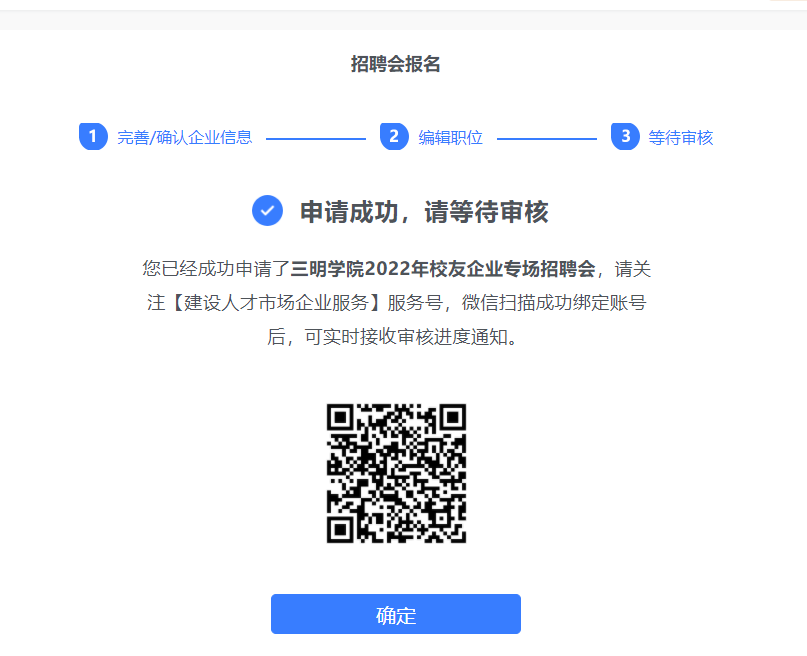 招聘会报名
1 完善/确认企业信息 2 编辑职位 3 等待审核
申请成功，请等待审核
您已经成功申请了三明学院2022年校友企业专场招聘会，请关
注【建设人才市场企业服务】服务号，微信扫描成功绑定账号
后，可实时接收审核进度通知。
确定